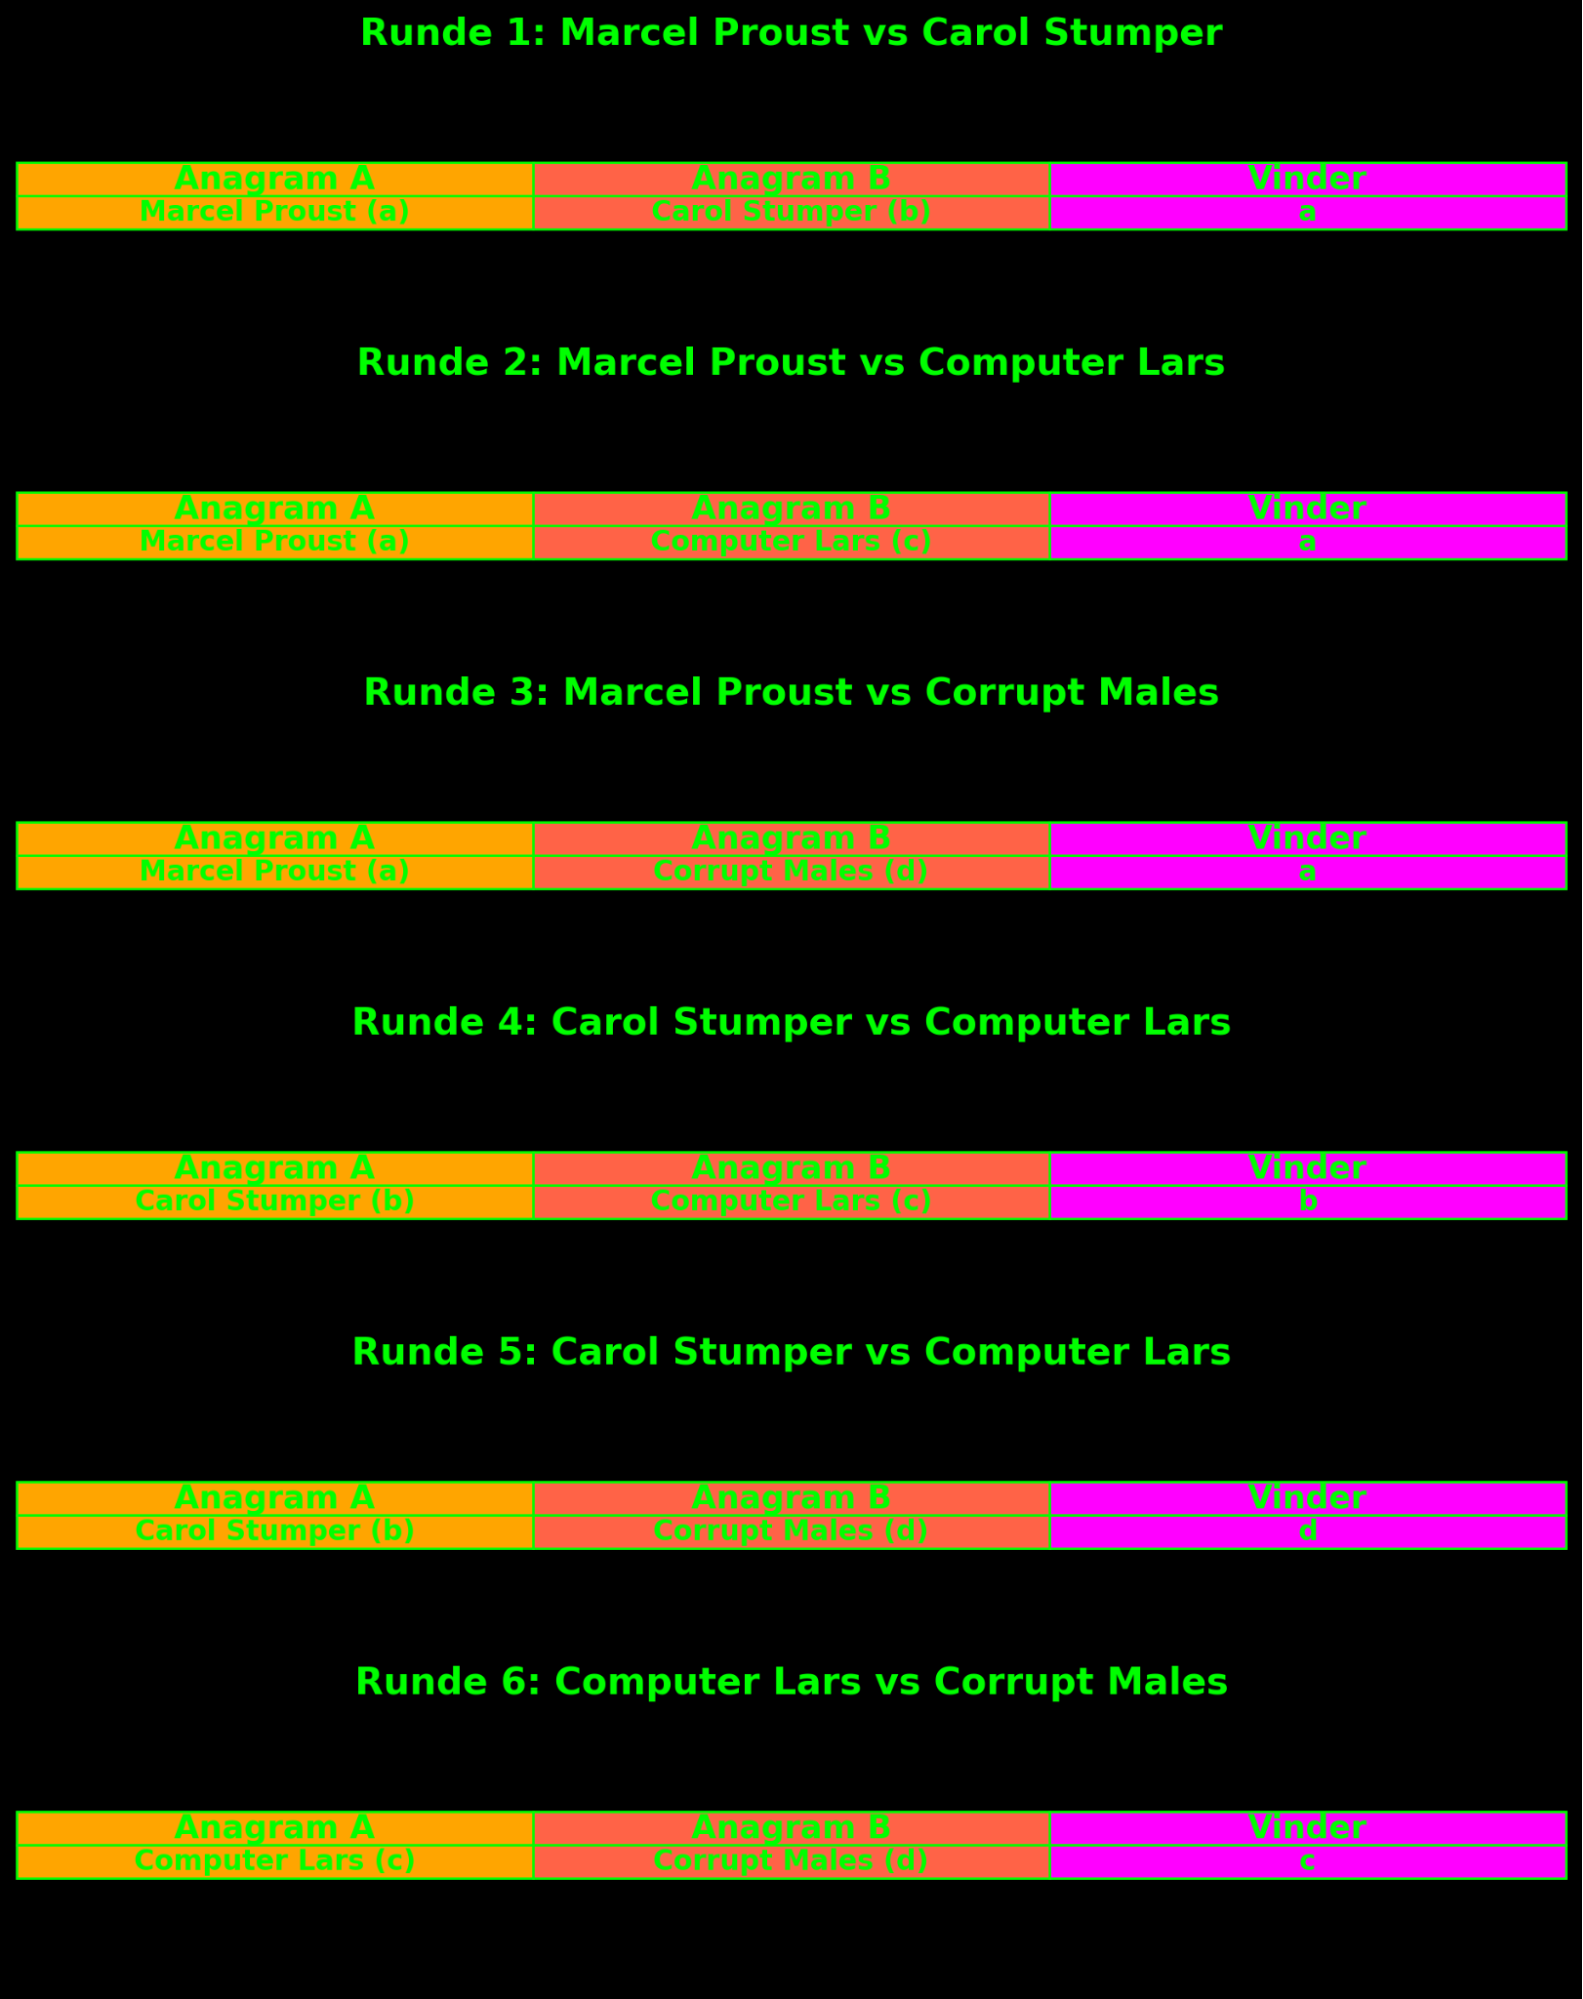 Runde 1: Marcel Proust vs Carol Stumper
Anagram A Anagram B Vinder
Marcel Proust (a) Carol Stumper (b) a
Runde 2: Marcel Proust vs Computer Lars
Anagram A Anagram B Vinder
Marcel Proust (a) Computer Lars (c) a
Runde 3: Marcel Proust vs Corrupt Males
Anagram A Anagram B Vinder
Marcel Proust (a) Corrupt Males (d) a
Runde 4: Carol Stumper vs Computer Lars
Anagram A Anagram B Vinder
Carol Stumper (b) Computer Lars (c) b
Runde 5: Carol Stumper vs Computer Lars
Anagram A Anagram B Vinder
Carol Stumper (b) Corrupt Males (d) d
Runde 6: Computer Lars vs Corrupt Males
Anagram A Anagram B Vinder
Computer Lars (c) Corrupt Males (d) c